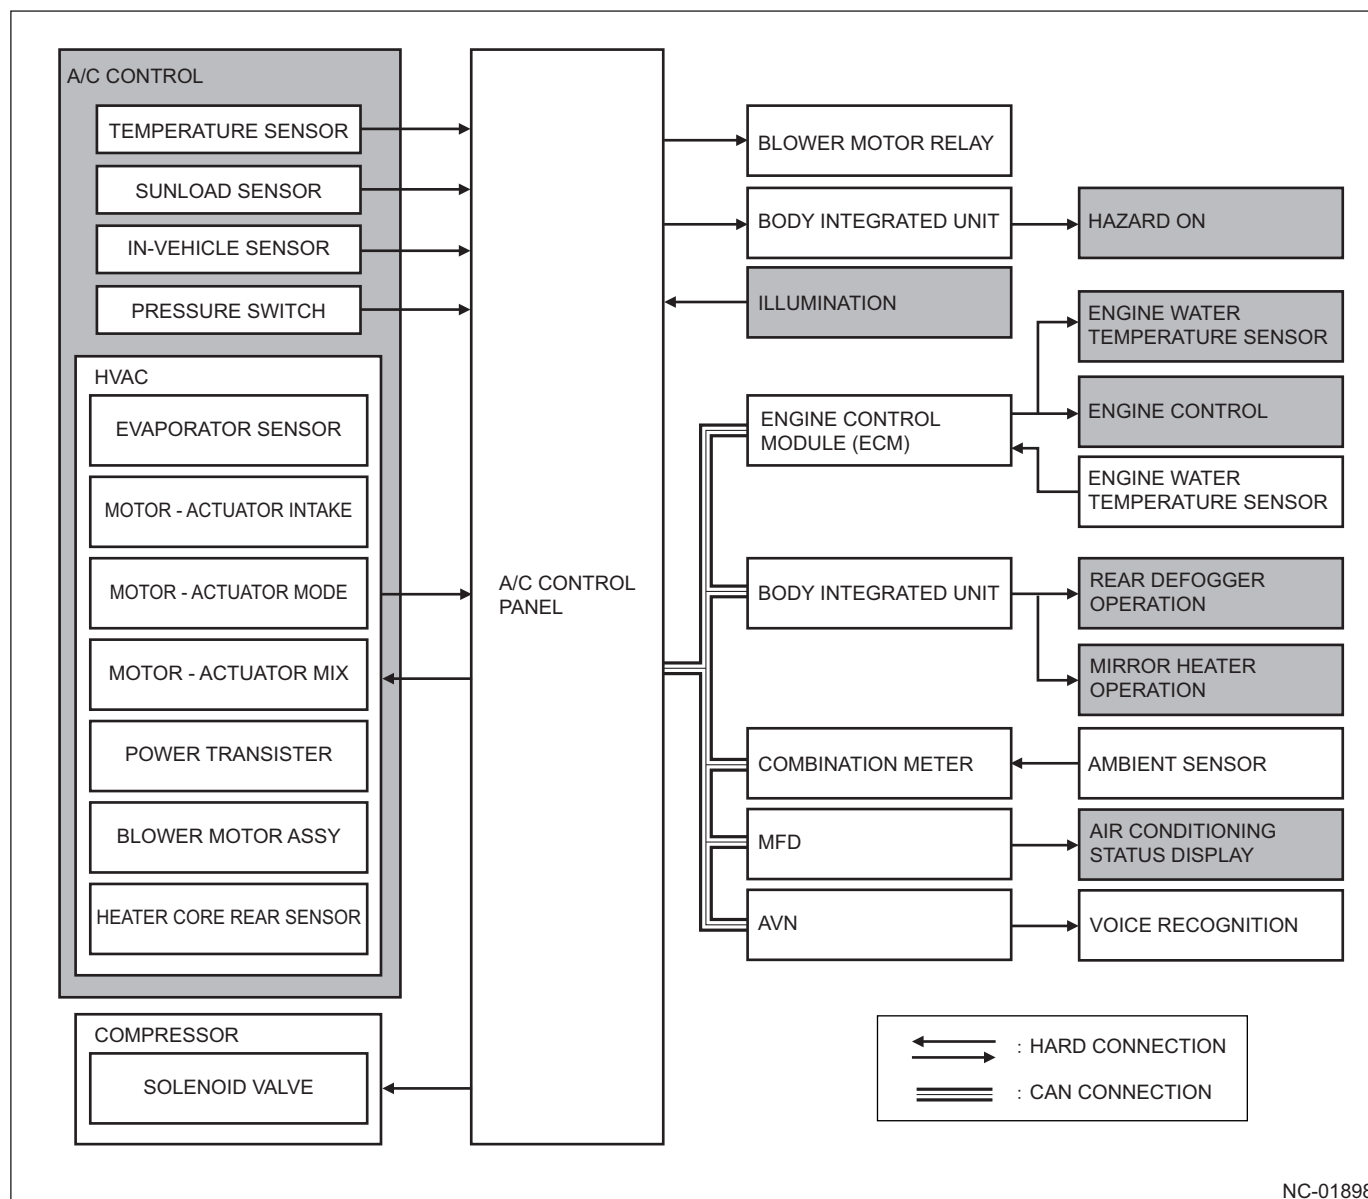 A/C CONTROL
TEMPERATURE SENSOR
SUNLOAD SENSOR
IN-VEHICLE SENSOR
PRESSURE SWITCH
HVAC
EVAPORATOR SENSOR
MOTOR - ACTUATOR INTAKE
MOTOR - ACTUATOR MODE
MOTOR - ACTUATOR MIX
POWER TRANSISTER
BLOWER MOTOR ASSY
HEATER CORE REAR SENSOR
COMPRESSOR
SOLENOID VALVE
A/C CONTROL
PANEL
BLOWER MOTOR RELAY
BODY INTEGRATED UNIT
HAZARD ON
ILLUMINATION
ENGINE WATER
TEMPERATURE SENSOR
ENGINE CONTROL
MODULE (ECM)
ENGINE CONTROL
ENGINE WATER
TEMPERATURE SENSOR
BODY INTEGRATED UNIT
REAR DEFOGGER
OPERATION
MIRROR HEATER
OPERATION
COMBINATION METER
AMBIENT SENSOR
MFD
AIR CONDITIONING
STATUS DISPLAY
AVN
VOICE RECOGNITION
: HARD CONNECTION
: CAN CONNECTION
NC-01898